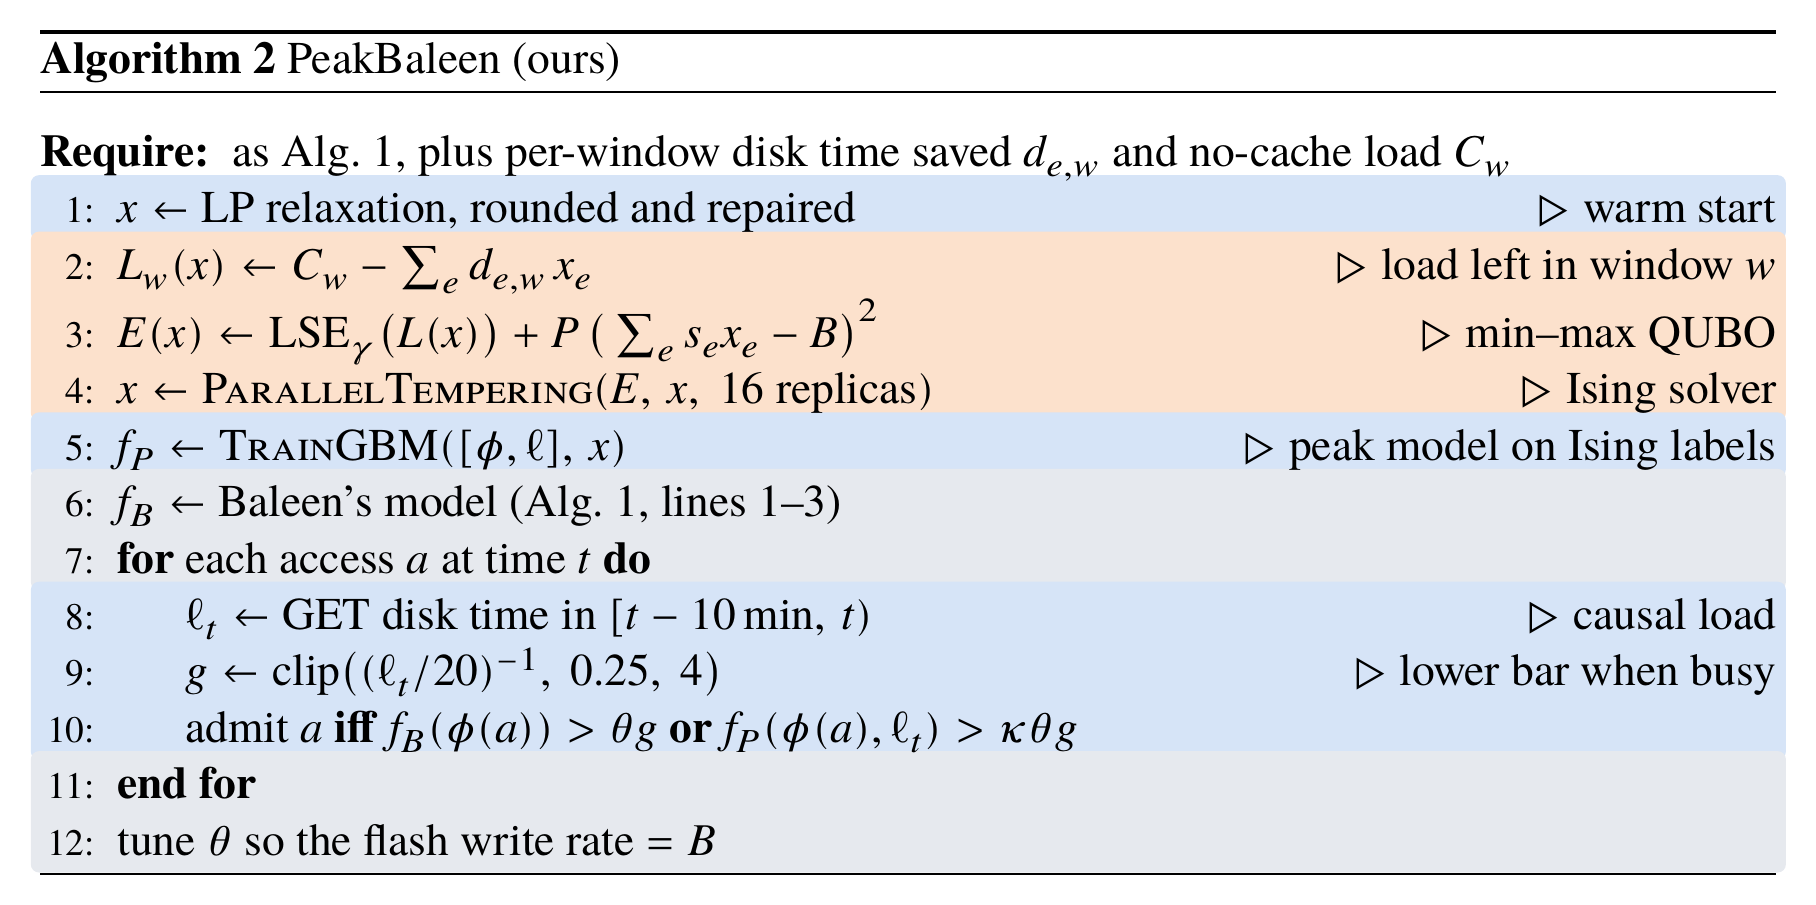 Algorithm 2 PeakBaleen (ours)
Require: as Alg. 1, plus per-window disk time saved d_{e,w} and no-cache load C_w
1: x ← LP relaxation, rounded and repaired ▷ warm start
2: L_w(x) ← C_w − ∑_e d_{e,w} x_e ▷ load left in window w
3: E(x) ← LSE_γ(L(x)) + P(∑_e s_e x_e − B)^2 ▷ min–max QUBO
4: x ← PARALLELTEMPERING(E, x, 16 replicas) ▷ Ising solver
5: f_P ← TRAINGBM([ϕ, ℓ], x) ▷ peak model on Ising labels
6: f_B ← Baleen’s model (Alg. 1, lines 1–3)
7: for each access a at time t do
8: ℓ_t ← GET disk time in [t − 10 min, t) ▷ causal load
9: g ← clip((ℓ_t/20)^{−1}, 0.25, 4) ▷ lower bar when busy
10: admit a iff f_B(ϕ(a)) > θg or f_P(ϕ(a), ℓ_t) > κθg
11: end for
12: tune θ so the flash write rate = B